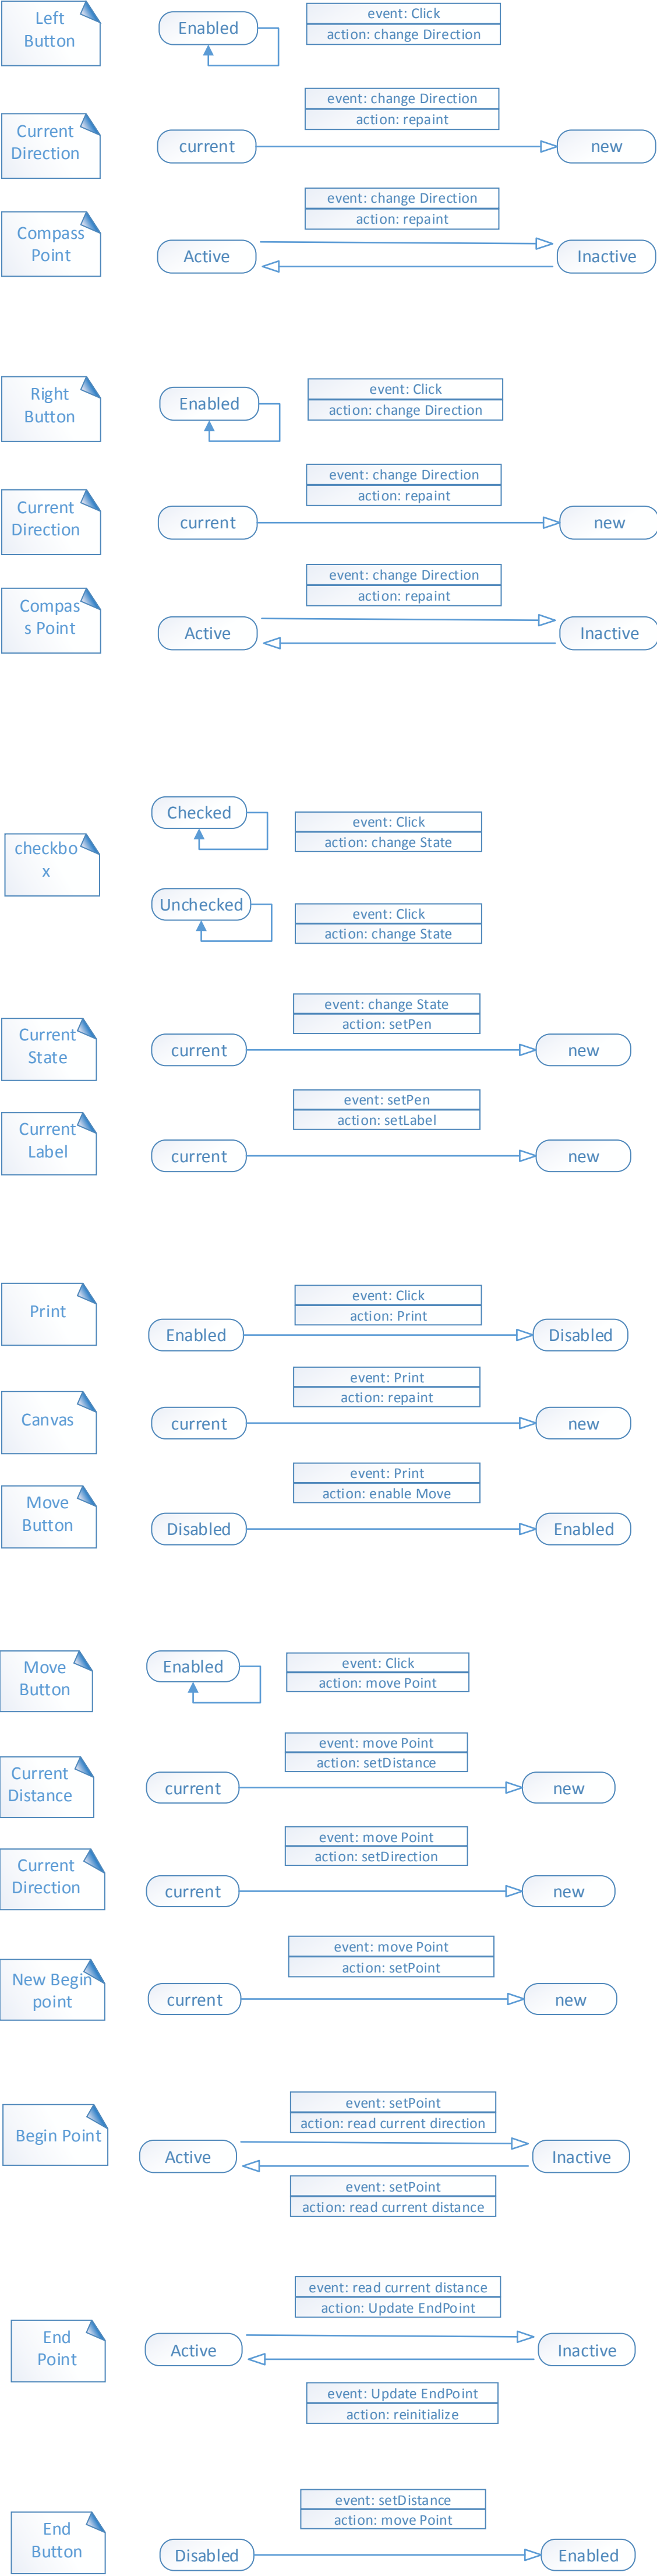 Left
Button
Enabled
event: Click
action: change Direction
Current
Direction
event: change Direction
action: repaint
current
new
Compass
Point
event: change Direction
action: repaint
Active
Inactive
Right
Button
Enabled
event: Click
action: change Direction
Current
Direction
event: change Direction
action: repaint
current
new
Compas
s Point
event: change Direction
action: repaint
Active
Inactive
checkbo
x
Checked
event: Click
action: change State
Unchecked
event: Click
action: change State
Current
State
event: change State
action: setPen
current
new
Current
Label
event: setPen
action: setLabel
current
new
Print
event: Click
action: Print
Enabled
Disabled
Canvas
event: Print
action: repaint
current
new
Move
Button
event: Print
action: enable Move
Disabled
Enabled
Move
Button
Enabled
event: Click
action: move Point
Current
Distance
event: move Point
action: setDistance
current
new
Current
Direction
event: move Point
action: setDirection
current
new
New Begin
point
event: move Point
action: setPoint
current
new
Begin Point
event: setPoint
action: read current direction
Active
Inactive
event: setPoint
action: read current distance
End
Point
event: read current distance
action: Update EndPoint
Active
Inactive
event: Update EndPoint
action: reinitialize
End
Button
event: setDistance
action: move Point
Disabled
Enabled